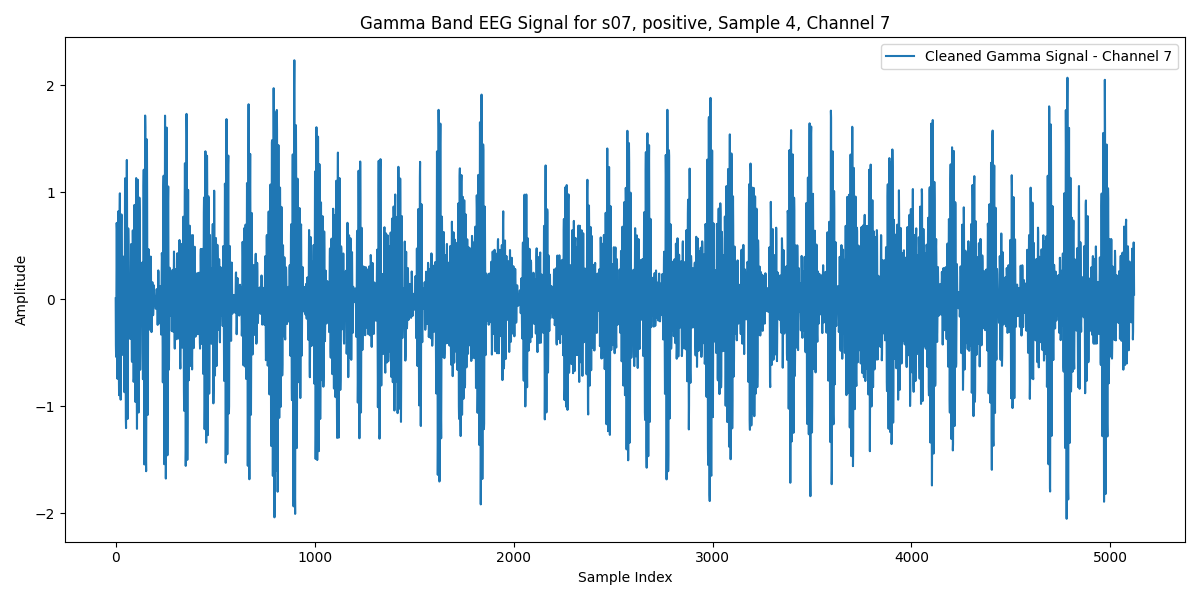 Gamma Band EEG Signal for s07, positive, Sample 4, Channel 7
Cleaned Gamma Signal - Channel 7
Amplitude
2
1
0
−1
−2
0 1000 2000 3000 4000 5000
Sample Index